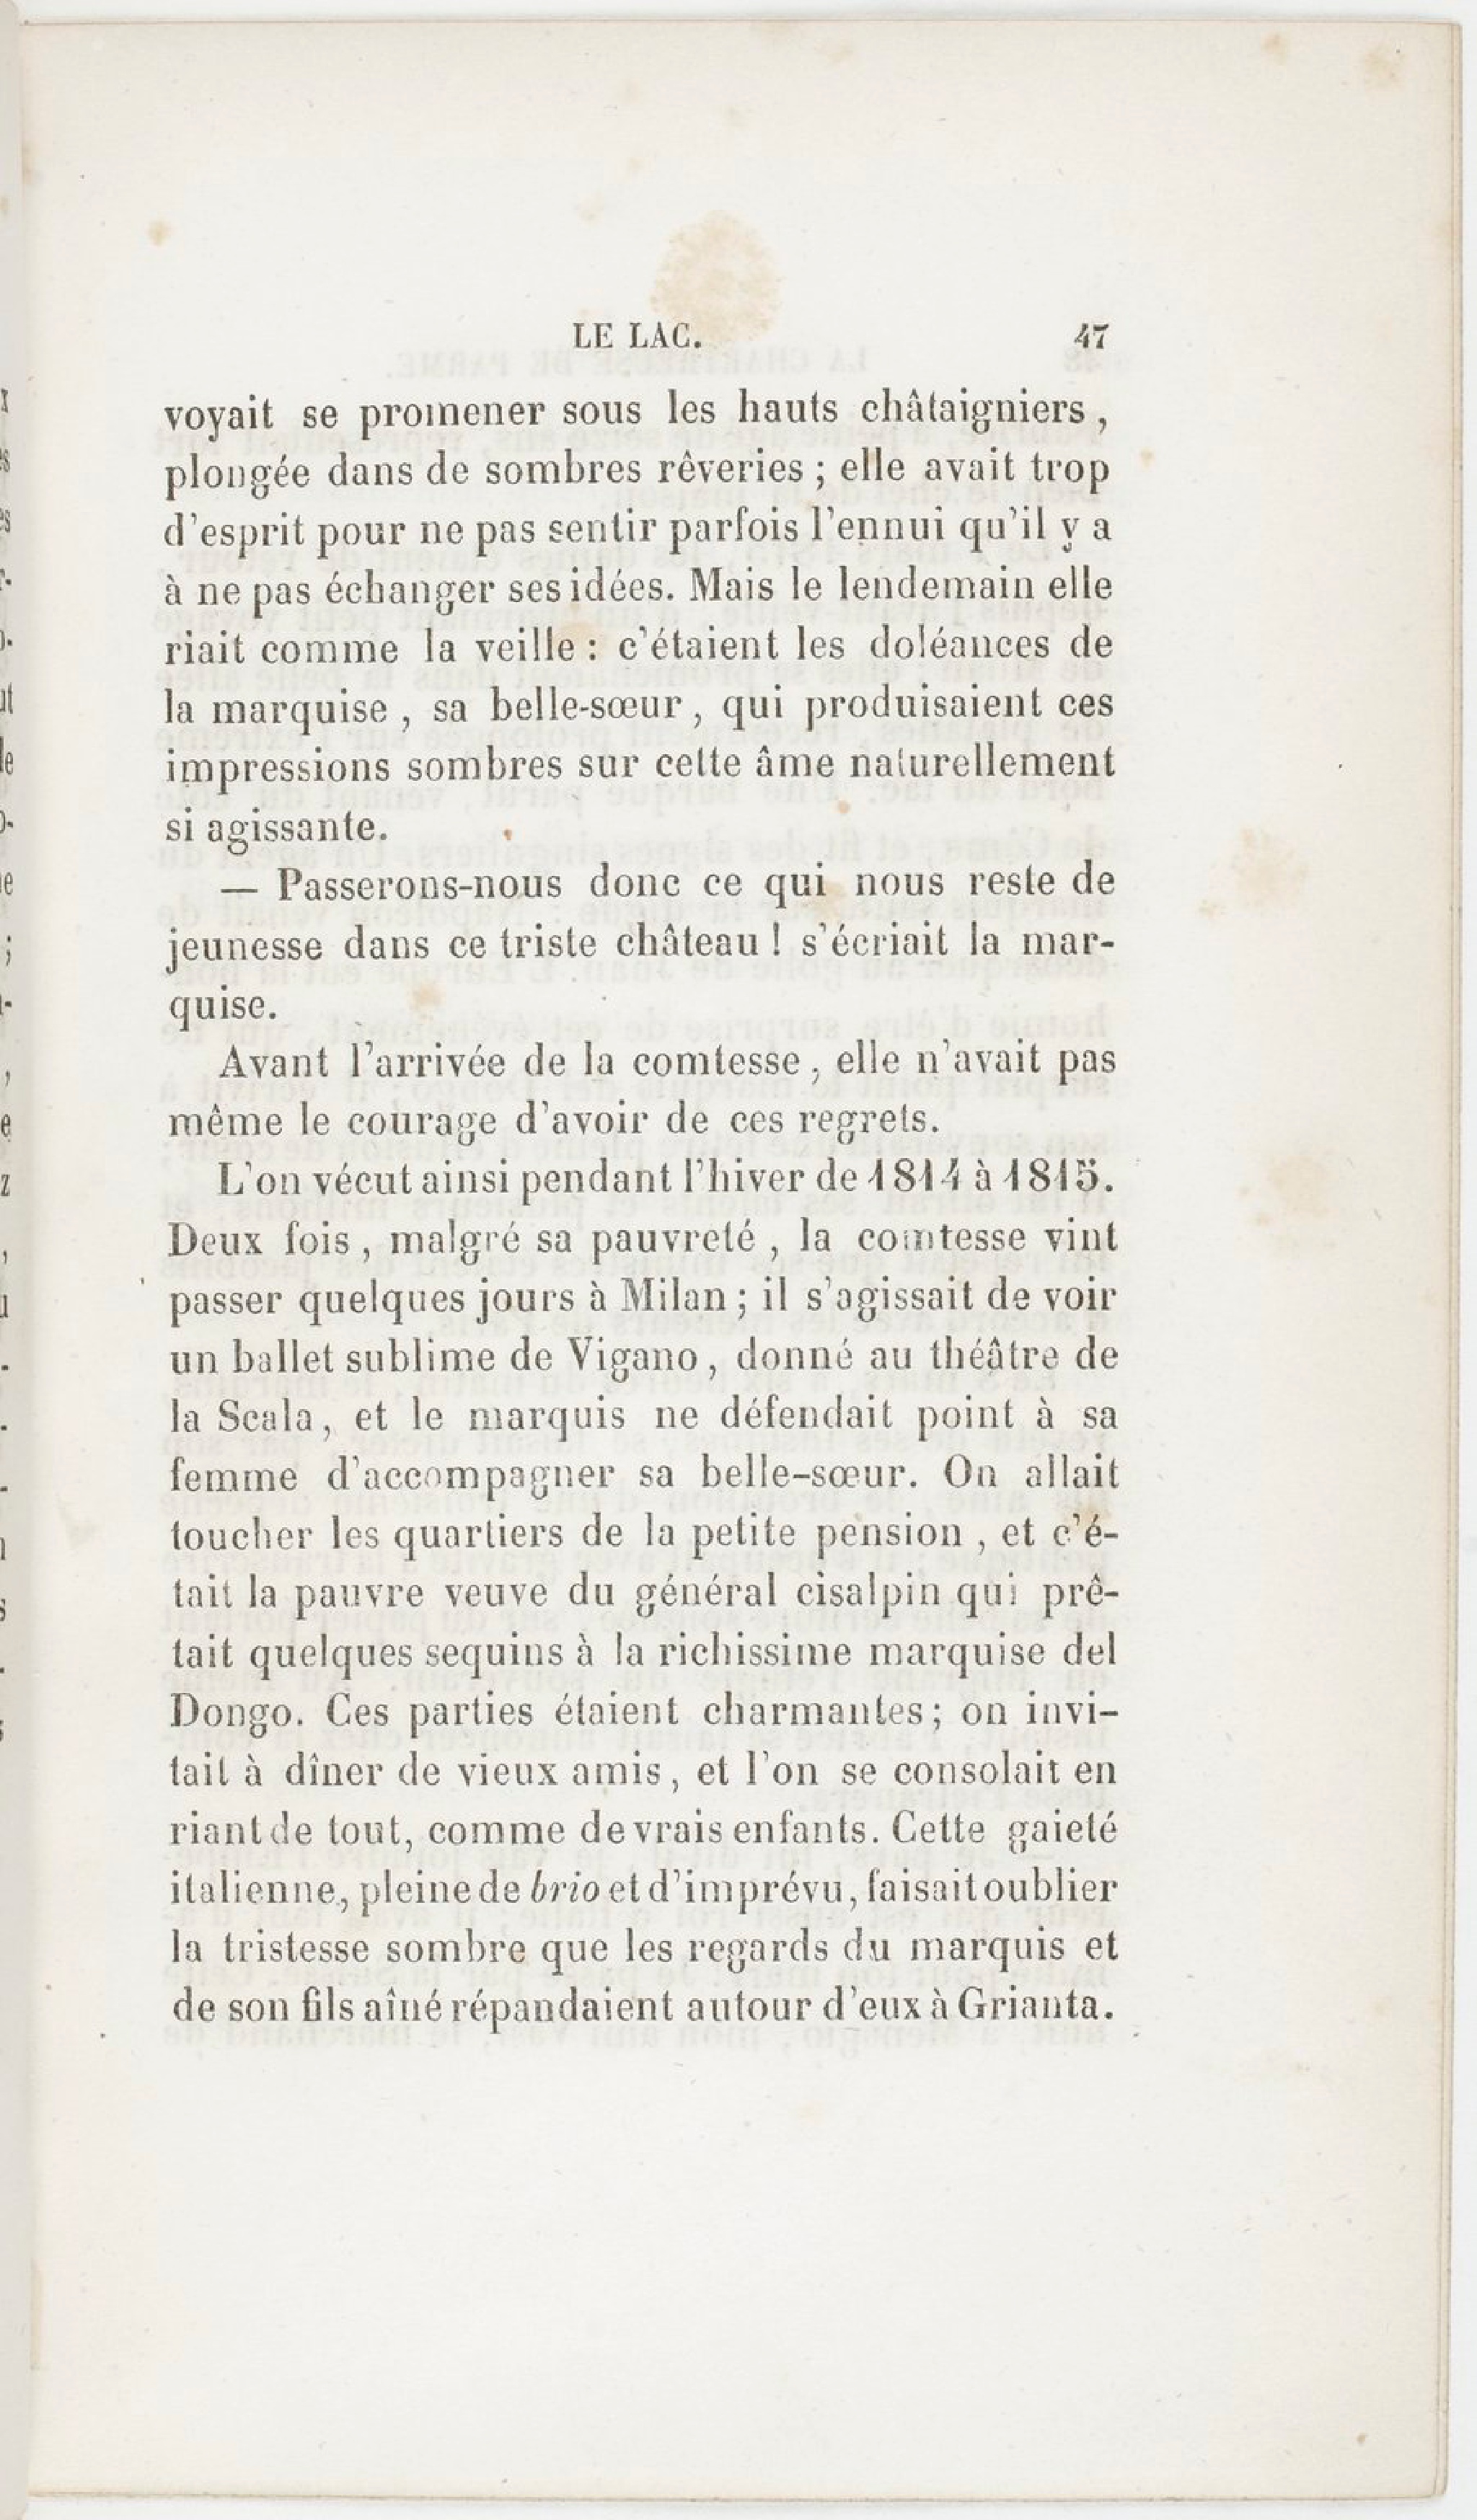 LE LAC. 47
voyait se promener sous les hauts châtaigniers,
plongée dans de sombres rêveries ; elle avait trop
d'esprit pour ne pas sentir parfois l'ennui qu'il y a
à ne pas échanger ses idées. Mais le lendemain elle
riait comme la veille : c'étaient les doléances de
la marquise, sa belle-sœur, qui produisaient ces
impressions sombres sur cette âme naturellement
si agissante.
— Passerons-nous donc ce qui nous reste de
jeunesse dans ce triste château ! s'écriait la mar-
quise.
Avant l'arrivée de la comtesse, elle n'avait pas
même le courage d'avoir de ces regrets.
L'on vécut ainsi pendant l'hiver de 1814 à 1815.
Deux fois, malgré sa pauvreté, la comtesse vint
passer quelques jours à Milan ; il s'agissait de voir
un ballet sublime de Vigano, donné au théâtre de
la Scala, et le marquis ne défendait point à sa
femme d'accompagner sa belle-sœur. On allait
toucher les quartiers de la petite pension, et c'é-
tait la pauvre veuve du général cisalpin qui prê-
tait quelques sequins à la richissime marquise del
Dongo. Ces parties étaient charmantes ; on invi-
tait à dîner de vieux amis, et l'on se consolait en
riant de tout, comme de vrais enfants. Cette gaieté
italienne, pleine de brio et d'imprévu, faisait oublier
la tristesse sombre que les regards du marquis et
de son fils aîné répandaient autour d'eux à Grianta.